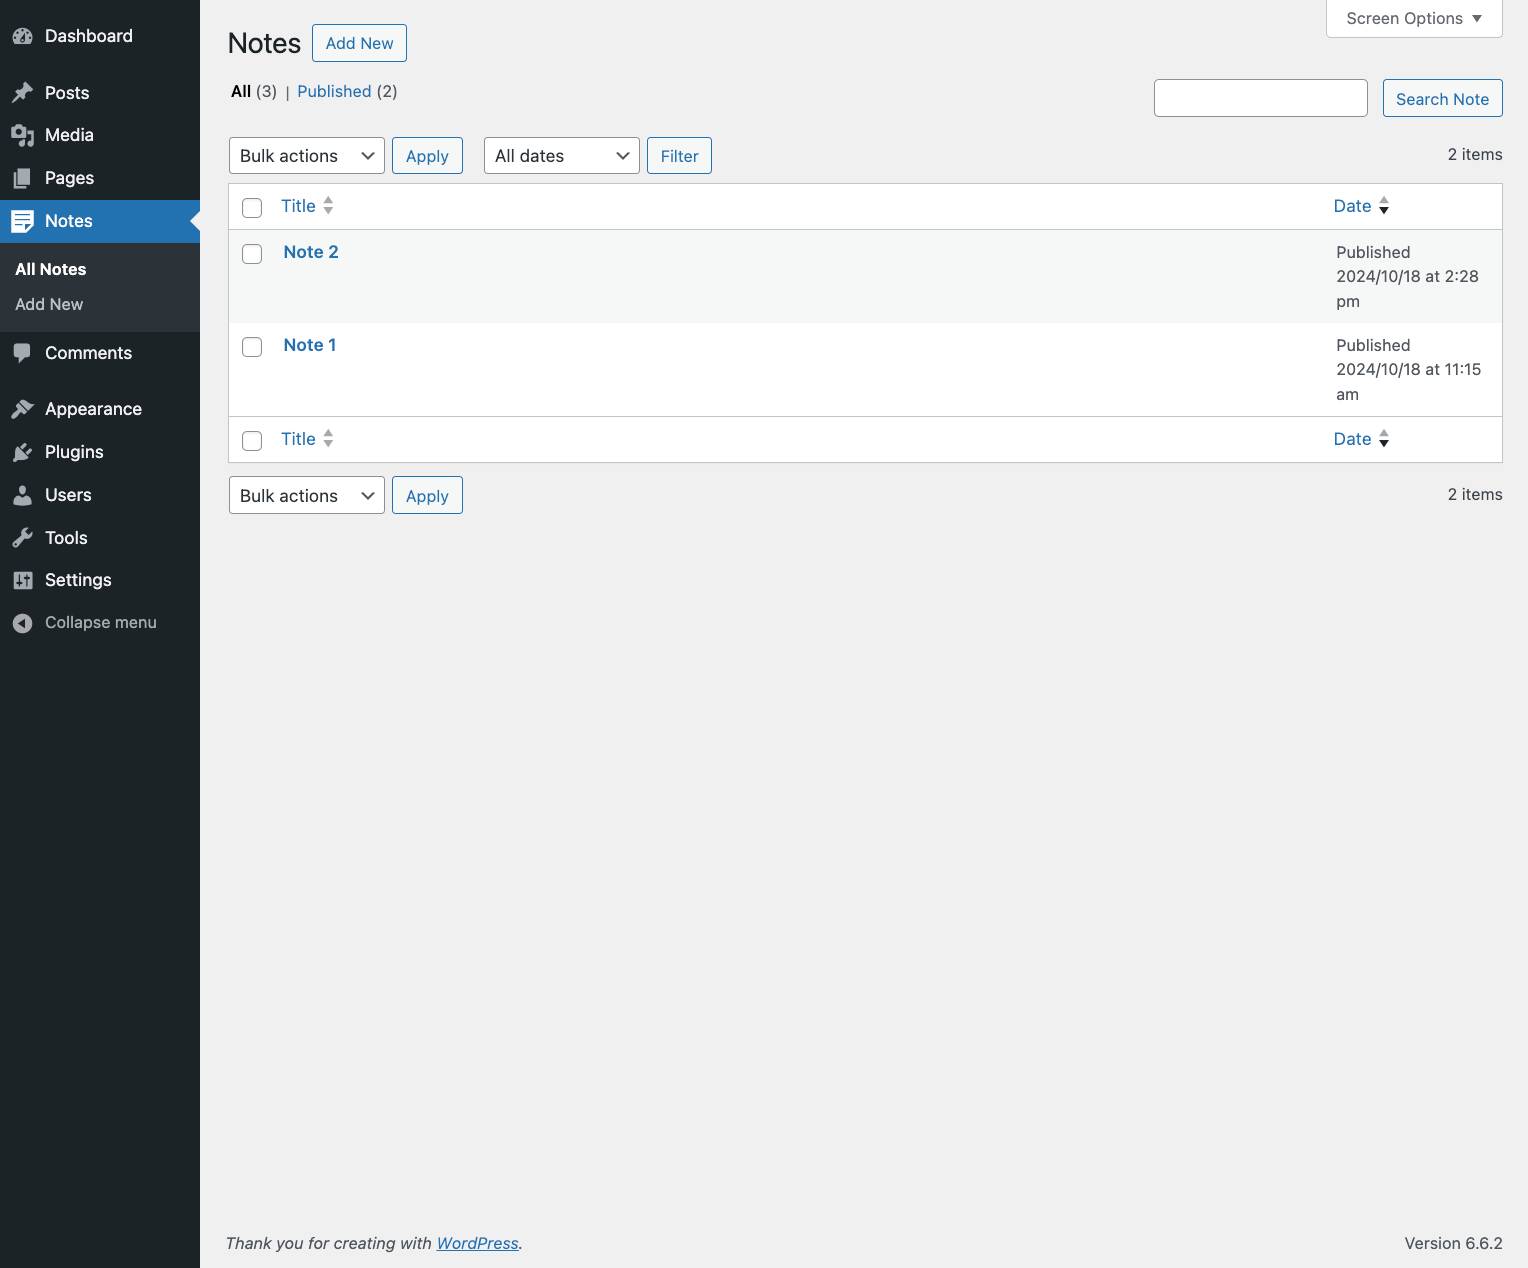 Dashboard
Posts
Media
Pages
Notes
All Notes
Add New
Comments
Appearance
Plugins
Users
Tools
Settings
Collapse menu
Screen Options
Notes Add New
All (3) | Published (2)
Search Note
Bulk actions Apply All dates Filter 2 items
Title Date
Note 2 Published
2024/10/18 at 2:28
pm
Note 1 Published
2024/10/18 at 11:15
am
Title Date
Bulk actions Apply 2 items
Thank you for creating with WordPress. Version 6.6.2